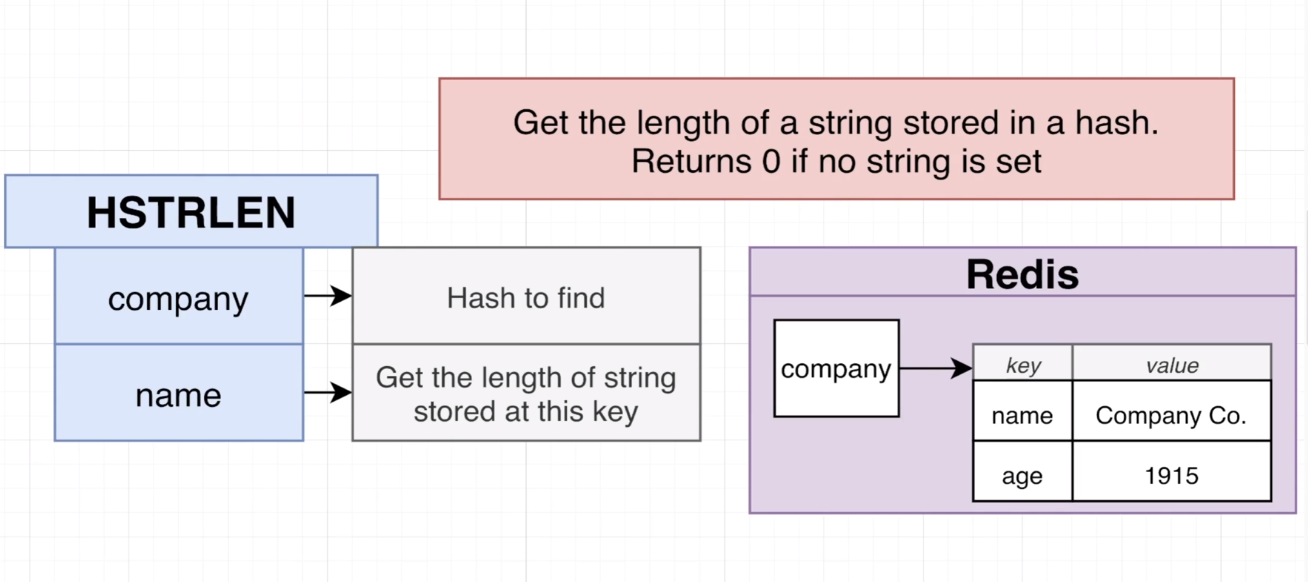 Get the length of a string stored in a hash.
Returns 0 if no string is set
HSTRLEN
company
Hash to find
name
Get the length of string
stored at this key
Redis
company
key value
name Company Co.
age 1915